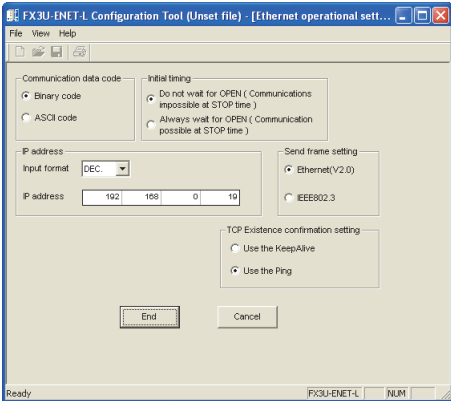 FX3U-ENET-L Configuration Tool (Unset file) - [Ethernet operational sett...
File View Help
Communication data code
Binary code
ASCII code
Initial timing
Do not wait for OPEN ( Communications
impossible at STOP time )
Always wait for OPEN ( Communication
possible at STOP time )
IP address
Input format DEC.
IP address 192 168 0 19
Send frame setting
Ethernet(V2.0)
IEEE802.3
TCP Existence confirmation setting
Use the KeepAlive
Use the Ping
End Cancel
Ready FX3U-ENET-L NUM